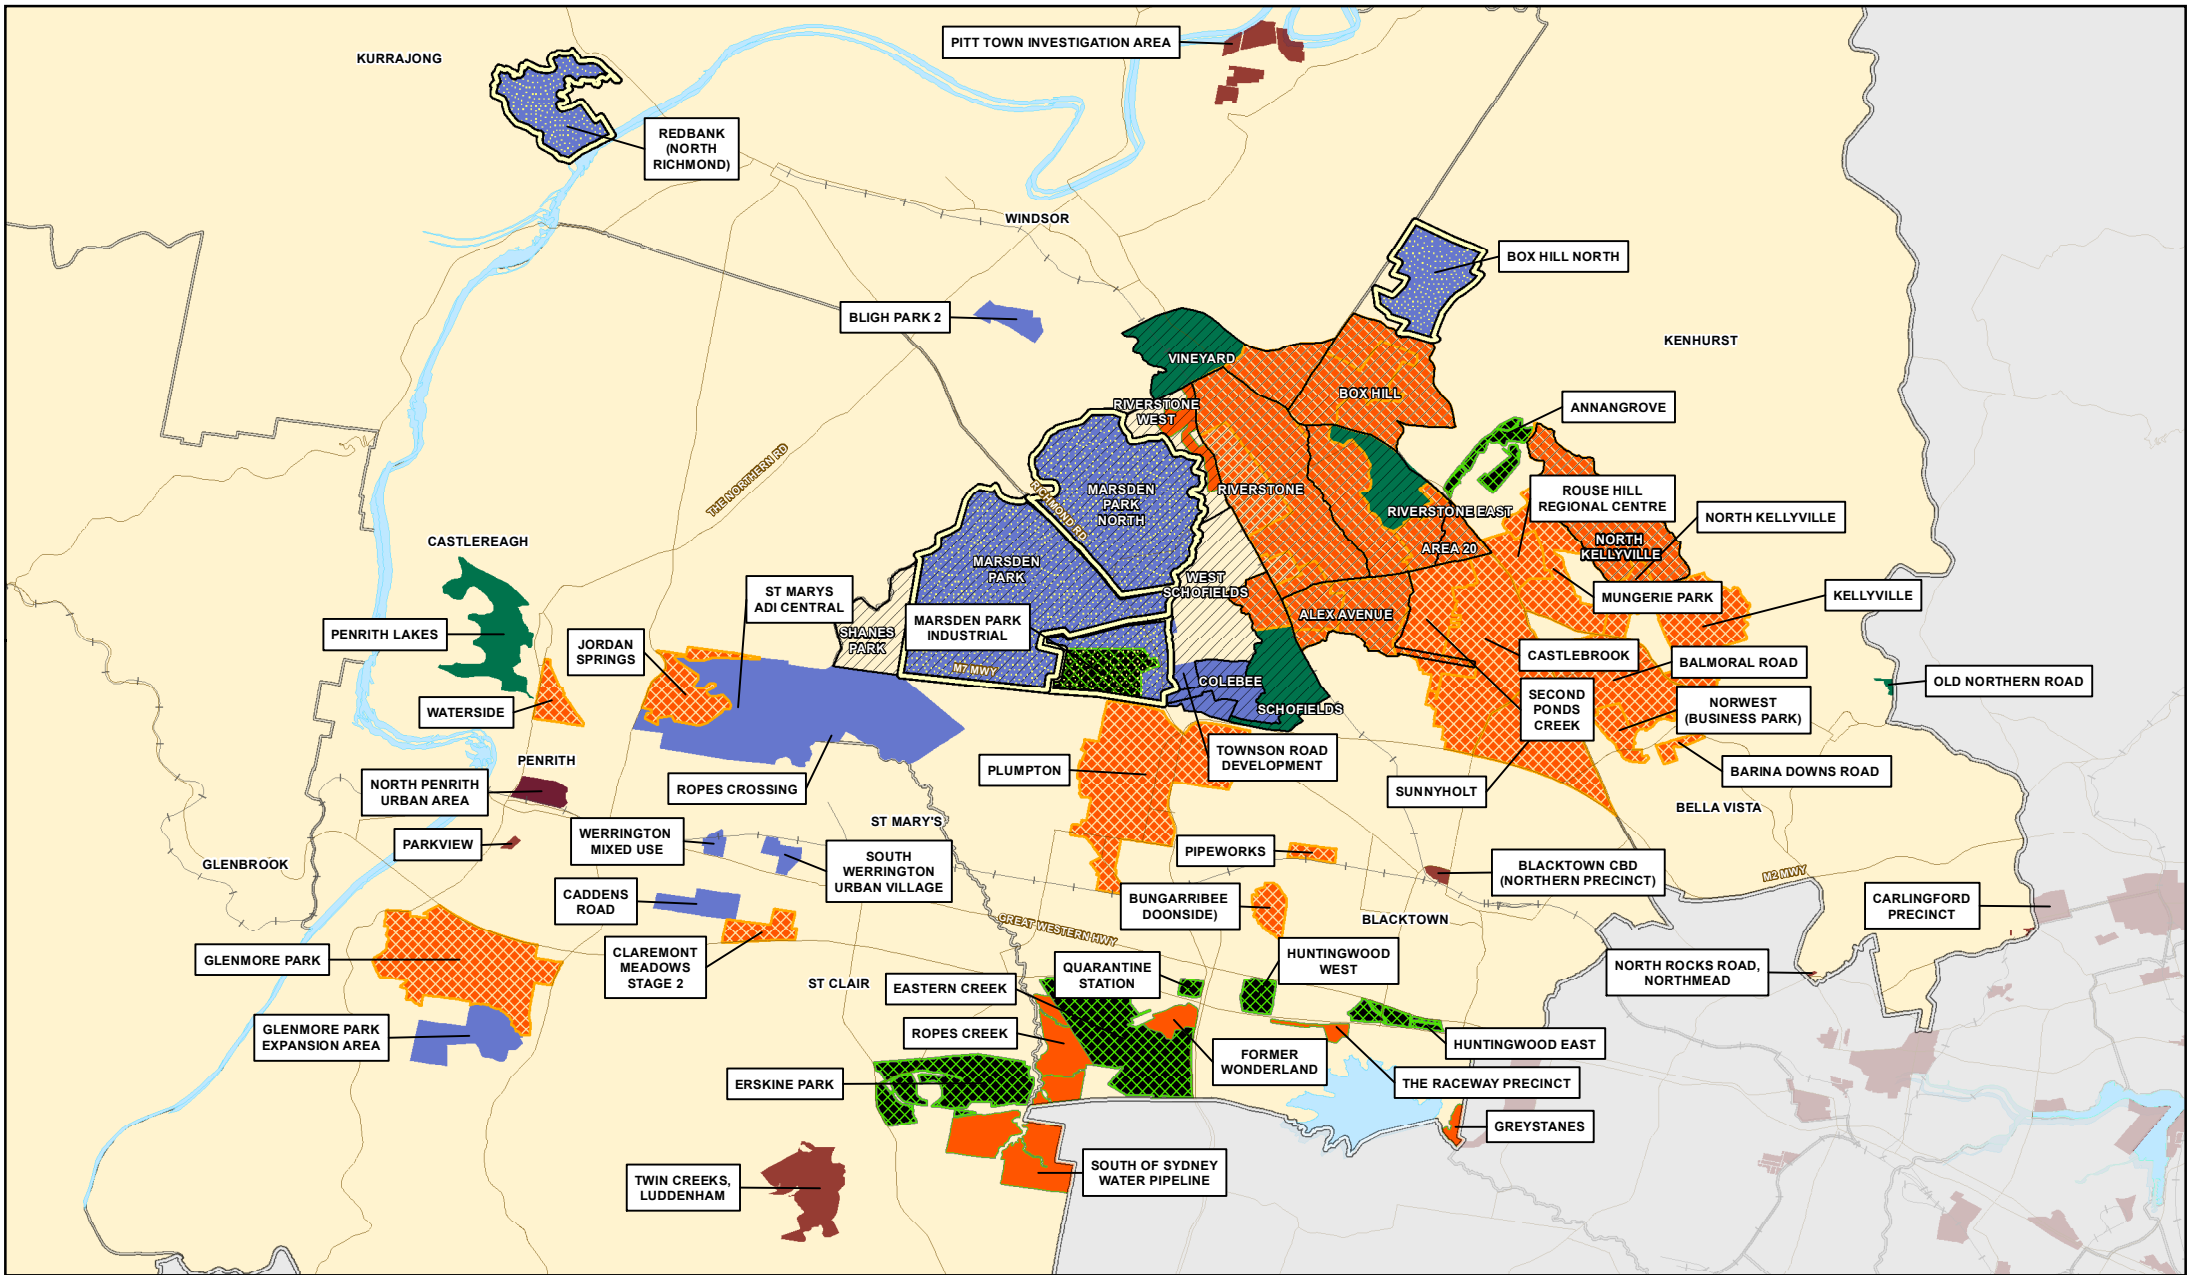 KURRAJONG
PITT TOWN INVESTIGATION AREA
REDBANK
(NORTH
RICHMOND)
WINDSOR
BOX HILL NORTH
BLIGH PARK 2
KENHURST
VINEYARD
BOX HILL
RIVERSTONE
WEST
ANNANGROVE
THE NORTHERN RD
RICHMOND RD
MARSDEN
PARK
NORTH
RIVERSTONE
RIVERSTONE EAST
ROUSE HILL
REGIONAL CENTRE
NORTH KELLYVILLE
CASTLEREAGH
AREA 20
NORTH
KELLYVILLE
MARSDEN
PARK
WEST
SCHOFIELDS
ST MARYS
ADI CENTRAL
MUNGERIE PARK
KELLYVILLE
ALEX AVENUE
PENRITH LAKES
SHANES
PARK
MARSDEN PARK
INDUSTRIAL
JORDAN
SPRINGS
CASTLEBROOK
BALMORAL ROAD
M7 MWY
COLEBEE
OLD NORTHERN ROAD
WATERSIDE
SCHOFIELDS
SECOND
PONDS
CREEK
NORWEST
(BUSINESS PARK)
TOWNSON ROAD
DEVELOPMENT
PENRITH
PLUMPTON
BARINA DOWNS ROAD
NORTH PENRITH
URBAN AREA
ROPES CROSSING
SUNNYHOLT
BELLA VISTA
ST MARY'S
WERRINGTON
MIXED USE
PARKVIEW
PIPEWORKS
GLENBROOK
SOUTH
WERRINGTON
URBAN VILLAGE
BLACKTOWN CBD
(NORTHERN PRECINCT)
M2 MWY
CADDENS
ROAD
BUNGARRIBEE
DOONSIDE)
CARLINGFORD
PRECINCT
BLACKTOWN
GREAT WESTERN HWY
GLENMORE PARK
CLAREMONT
MEADOWS
STAGE 2
HUNTINGWOOD
WEST
QUARANTINE
STATION
NORTH ROCKS ROAD,
NORTHMEAD
ST CLAIR
EASTERN CREEK
GLENMORE PARK
EXPANSION AREA
ROPES CREEK
HUNTINGWOOD EAST
FORMER
WONDERLAND
ERSKINE PARK
THE RACEWAY PRECINCT
GREYSTANES
SOUTH OF SYDNEY
WATER PIPELINE
TWIN CREEKS,
LUDDENHAM